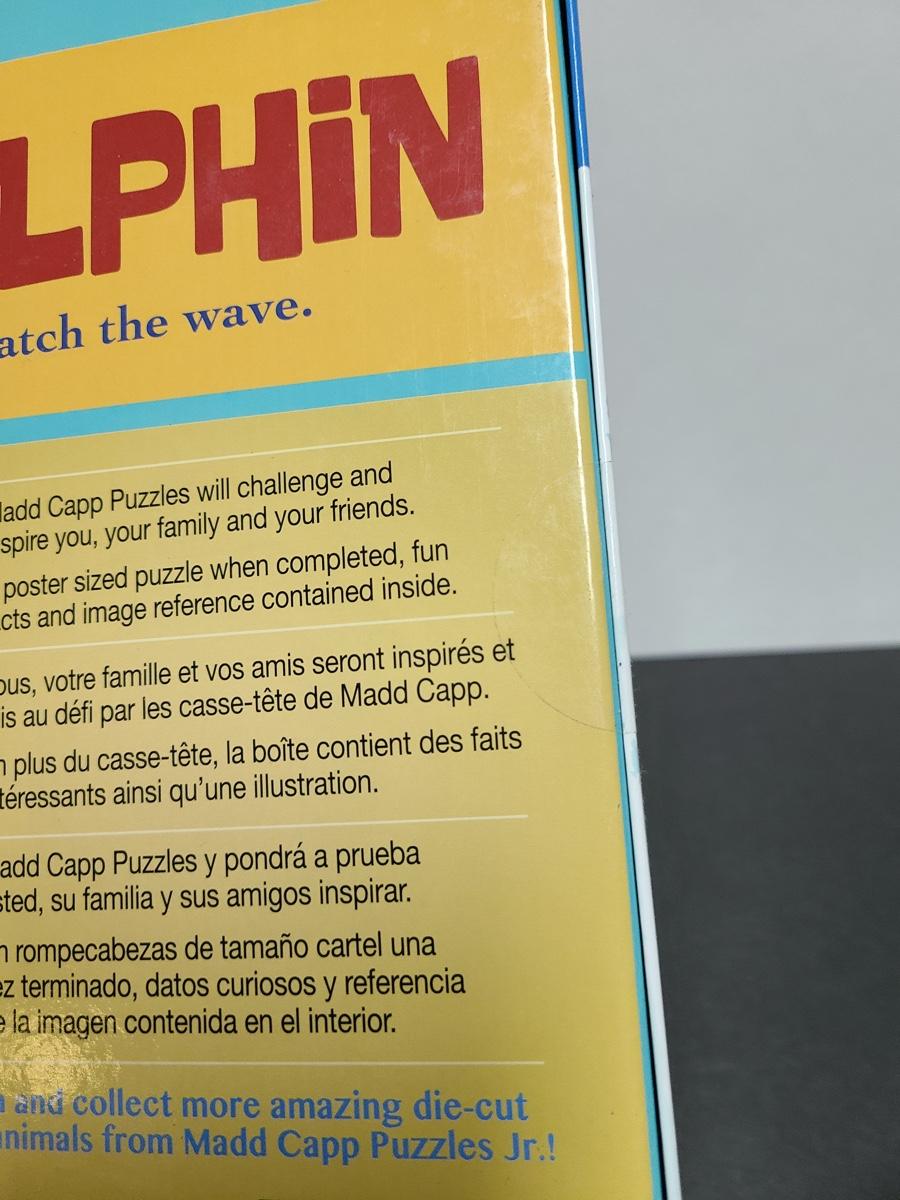 LPHiN
atch the wave.
Madd Capp Puzzles will challenge and
spire you, your family and your friends.
poster sized puzzle when completed, fun
cts and image reference contained inside.
ous, votre famille et vos amis seront inspirés et
is au défi par les casse-tête de Madd Capp.
n plus du casse-tête, la boîte contient des faits
téressants ainsi qu'une illustration.
add Capp Puzzles y pondrá a prueba
sted, su familia y sus amigos inspirar.
n rompecabezas de tamaño cartel una
ez terminado, datos curiosos y referencia
e la imagen contenida en el interior.
and collect more amazing die-cut
animals from Madd Capp Puzzles Jr.!